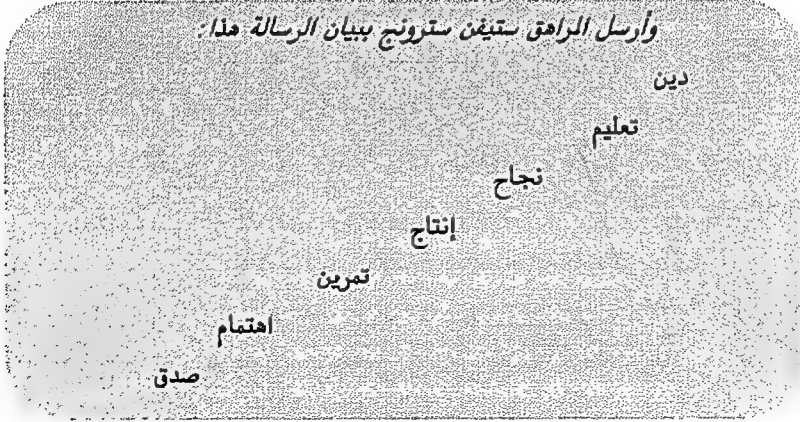 وأرسل الراهق ستيفن سترونج ببيان الرسالة هذا:
دين
تعليم
نجاح
إنتاج
تمرين
اهتمام
صدق